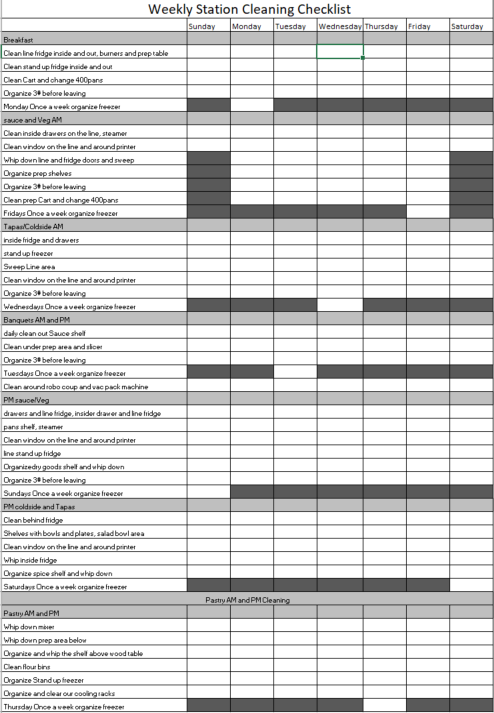 Weekly Station Cleaning Checklist
Sunday Monday Tuesday Wednesday Thursday Friday Saturday
Breakfast
Clean line fridge inside and out, burners and prep table
Clean stand up fridge inside and out
Clean Cart and change 400pans
Organize 3# before leaving
Monday Once a week organize freezer
sauce and Veg AM
Clean inside drawers on the line, steamer
Clean window on the line and around printer
Whip down line and fridge doors and sweep
Organize prep shelves
Organize 3# before leaving
Clean prep Cart and change 400pans
Fridays Once a week organize freezer
Tapas/Coldside AM
inside fridge and drawers
stand up freezer
Sweep Line area
Clean window on the line and around printer
Organize 3# before leaving
Wednesdays Once a week organize freezer
Banquets AM and PM
daily clean out Sauce shelf
Clean under prep area and slicer
Organize 3# before leaving
Tuesdays Once a week organize freezer
Clean around robo coup and vac pack machine
PM sauce/Veg
drawers and line fridge, insider drawer and line fridge
pans shelf, steamer
Clean window on the line and around printer
line stand up fridge
Organizedry goods shelf and whip down
Organize 3# before leaving
Sundays Once a week organize freezer
PM coldside and Tapas
Clean behind fridge
Shelves with bowls and plates, salad bowl area
Clean window on the line and around printer
Whip inside fridge
Organize spice shelf and whip down
Saturdays Once a week organize freezer
Pastry AM and PM Cleaning
Pastry AM and PM
Whip down mixer
Whip down prep area below
Organize and whip the shelf above wood table
Clean flour bins
Organize Stand up freezer
Organize and clear our cooling racks
Thursday Once a week organize freezer